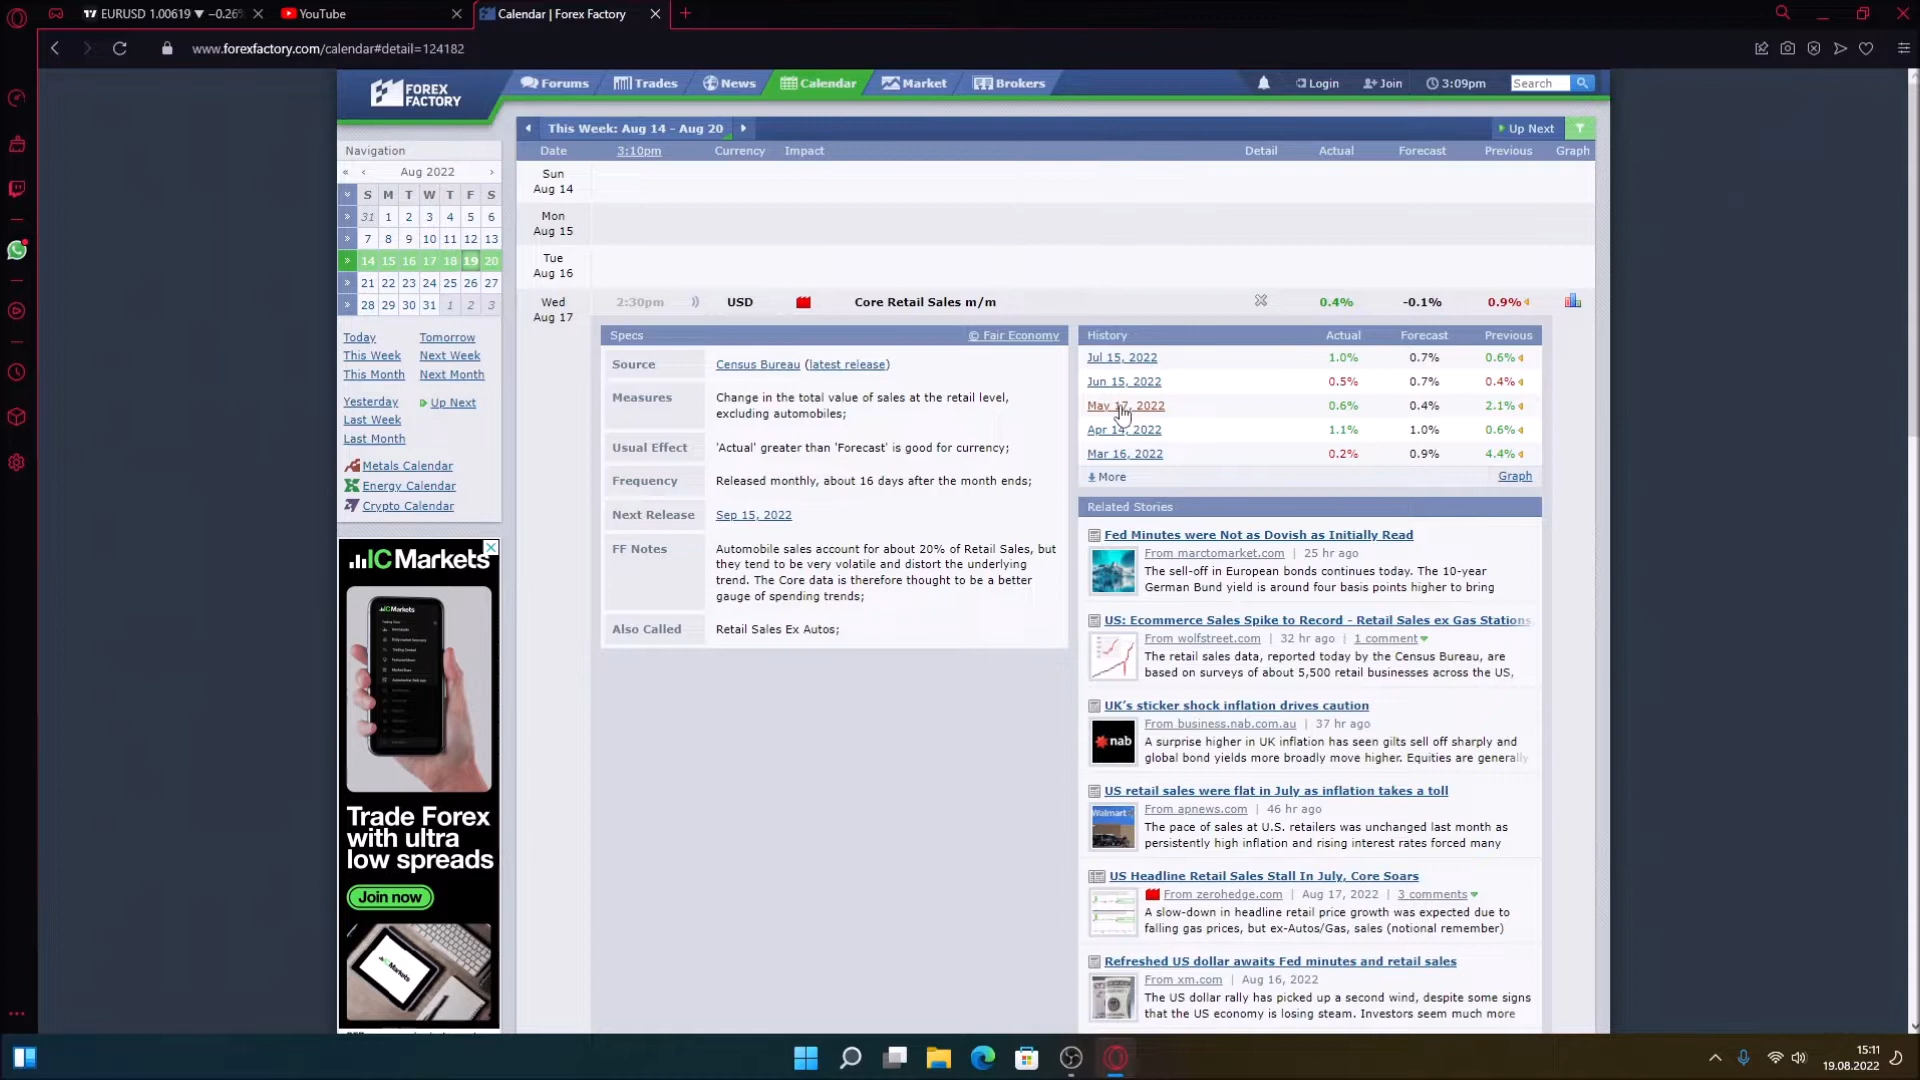 EURUSD 1.00619 ▼ −0.26%
YouTube
Calendar | Forex Factory
www.forexfactory.com/calendar#detail=124182
FOREX
FACTORY
Forums
Trades
News
Calendar
Market
Brokers
Login
Join
3:09pm
Search
Navigation
« ‹ Aug 2022 ›
S M T W T F S
31 1 2 3 4 5 6
7 8 9 10 11 12 13
14 15 16 17 18 19 20
21 22 23 24 25 26 27
28 29 30 31 1 2 3
Today Tomorrow
This Week Next Week
This Month Next Month
Yesterday Up Next
Last Week
Last Month
Metals Calendar
Energy Calendar
Crypto Calendar
IC Markets
Trade Forex
with ultra
low spreads
Join now
This Week: Aug 14 - Aug 20
Up Next
Date 3:10pm Currency Impact Detail Actual Forecast Previous Graph
Sun
Aug 14
Mon
Aug 15
Tue
Aug 16
Wed
Aug 17
2:30pm USD Core Retail Sales m/m 0.4% -0.1% 0.9%
Specs © Fair Economy
Source Census Bureau (latest release)
Measures Change in the total value of sales at the retail level,
excluding automobiles;
Usual Effect 'Actual' greater than 'Forecast' is good for currency;
Frequency Released monthly, about 16 days after the month ends;
Next Release Sep 15, 2022
FF Notes Automobile sales account for about 20% of Retail Sales, but
they tend to be very volatile and distort the underlying
trend. The Core data is therefore thought to be a better
gauge of spending trends;
Also Called Retail Sales Ex Autos;
History Actual Forecast Previous
Jul 15, 2022 1.0% 0.7% 0.6%
Jun 15, 2022 0.5% 0.7% 0.4%
May 17, 2022 0.6% 0.4% 2.1%
Apr 14, 2022 1.1% 1.0% 0.6%
Mar 16, 2022 0.2% 0.9% 4.4%
More Graph
Related Stories
Fed Minutes were Not as Dovish as Initially Read
From marctomarket.com | 25 hr ago
The sell-off in European bonds continues today. The 10-year
German Bund yield is around four basis points higher to bring
US: Ecommerce Sales Spike to Record - Retail Sales ex Gas Stations
From wolfstreet.com | 32 hr ago | 1 comment
The retail sales data, reported today by the Census Bureau, are
based on surveys of about 5,500 retail businesses across the US,
UK's sticker shock inflation drives caution
From business.nab.com.au | 37 hr ago
nab
A surprise higher in UK inflation has seen gilts sell off sharply and
global bond yields more broadly move higher. Equities are generally
US retail sales were flat in July as inflation takes a toll
From apnews.com | 46 hr ago
Walmart
The pace of sales at U.S. retailers was unchanged last month as
persistently high inflation and rising interest rates forced many
US Headline Retail Sales Stall In July, Core Soars
From zerohedge.com | Aug 17, 2022 | 3 comments
A slow-down in headline retail price growth was expected due to
falling gas prices, but ex-Autos/Gas, sales (notional remember)
Refreshed US dollar awaits Fed minutes and retail sales
From xm.com | Aug 16, 2022
The US dollar rally has picked up a second wind, despite some signs
that the US economy is losing steam. Investors seem much more
15:11
19.08.2022